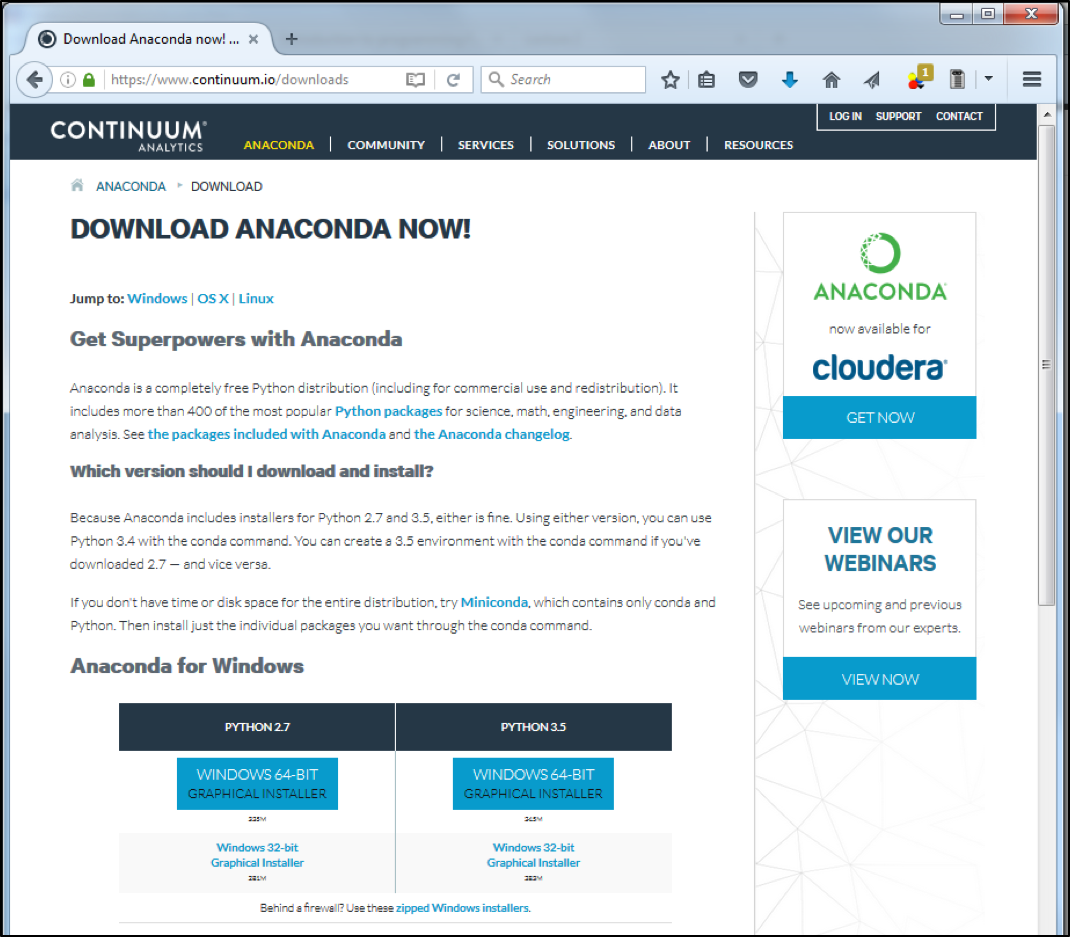 Download Anaconda now! ...
https://www.continuum.io/downloads
Search
1
LOG IN SUPPORT CONTACT
CONTINUUM®
ANALYTICS
ANACONDA | COMMUNITY | SERVICES | SOLUTIONS | ABOUT | RESOURCES
ANACONDA ▸ DOWNLOAD
DOWNLOAD ANACONDA NOW!
Jump to: Windows | OS X | Linux
Get Superpowers with Anaconda
Anaconda is a completely free Python distribution (including for commercial use and redistribution). It
includes more than 400 of the most popular Python packages for science, math, engineering, and data
analysis. See the packages included with Anaconda and the Anaconda changelog.
Which version should I download and install?
Because Anaconda includes installers for Python 2.7 and 3.5, either is fine. Using either version, you can use
Python 3.4 with the conda command. You can create a 3.5 environment with the conda command if you've
downloaded 2.7 — and vice versa.
If you don't have time or disk space for the entire distribution, try Miniconda, which contains only conda and
Python. Then install just the individual packages you want through the conda command.
Anaconda for Windows
PYTHON 2.7
PYTHON 3.5
WINDOWS 64-BIT
GRAPHICAL INSTALLER
WINDOWS 64-BIT
GRAPHICAL INSTALLER
335M
345M
Windows 32-bit
Graphical Installer
Windows 32-bit
Graphical Installer
281M
283M
Behind a firewall? Use these zipped Windows installers.
ANACONDA
now available for
cloudera®
GET NOW
VIEW OUR
WEBINARS
See upcoming and previous
webinars from our experts.
VIEW NOW